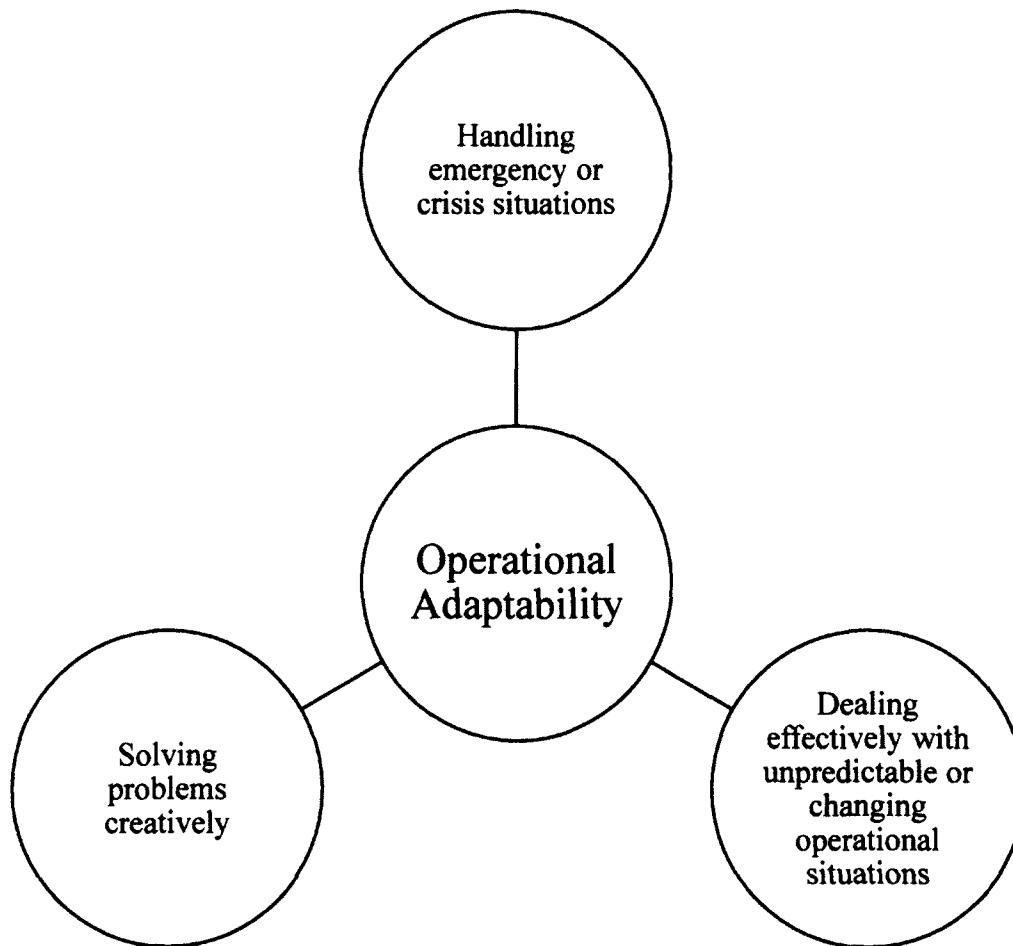 Handling
emergency or
crisis situations
Operational
Adaptability
Solving
problems
creatively
Dealing
effectively with
unpredictable or
changing
operational
situations